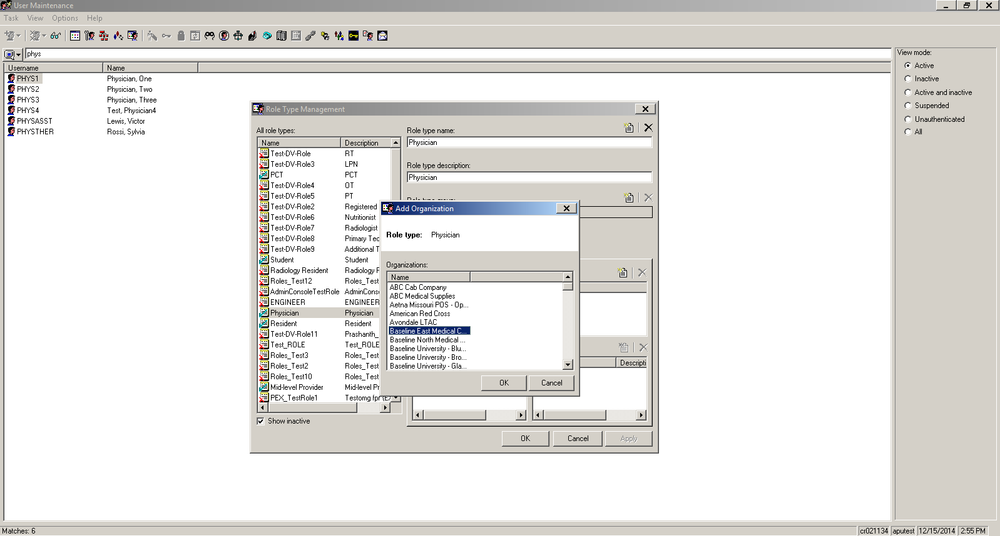 User Maintenance
Task View Options Help
phys
Username Name
PHYS1 Physician, One
PHYS2 Physician, Two
PHYS3 Physician, Three
PHYS4 Test, Physician4
PHYSASST Lewis, Victor
PHYSTHER Rossi, Sylvia
View mode:
Active
Inactive
Active and inactive
Suspended
Unauthenticated
All
Role Type Management
All role types:
Name Description
Test-DV-Role RT
Test-DV-Role3 LPN
PCT PCT
Test-DV-Role4 OT
Test-DV-Role5 PT
Test-DV-Role2 Registered
Test-DV-Role6 Nutritionist
Test-DV-Role7 Radiologist
Test-DV-Role8 Primary Tec
Test-DV-Role9 Additional T
Student Student
Radiology Resident Radiology F
Roles_Test12 Roles_Test
AdminConsoleTestRole AdminCons
ENGINEER ENGINEER
Physician Physician
Resident Resident
Test-DV-Role11 Prashanth_
Test_ROLE Test_ROLE
Roles_Test3 Roles_Test
Roles_Test2 Roles_Test
Roles_Test10 Roles_Test
Mid-level Provider Mid-level P
PEX_TestRole1 Testomg fpr (E
Show inactive
Role type name:
Physician
Role type description:
Physician
Role type group:
Descripti
OK Cancel Apply
Add Organization
Role type: Physician
Organizations:
Name
ABC Cab Company
ABC Medical Supplies
Aetna Missouri POS - Op...
American Red Cross
Avondale LTAC
Baseline East Medical C...
Baseline North Medical ...
Baseline University - Blu...
Baseline University - Bro...
Baseline University - Gla...
OK Cancel
Matches: 6
cr021134 aputest 12/15/2014 2:55 PM